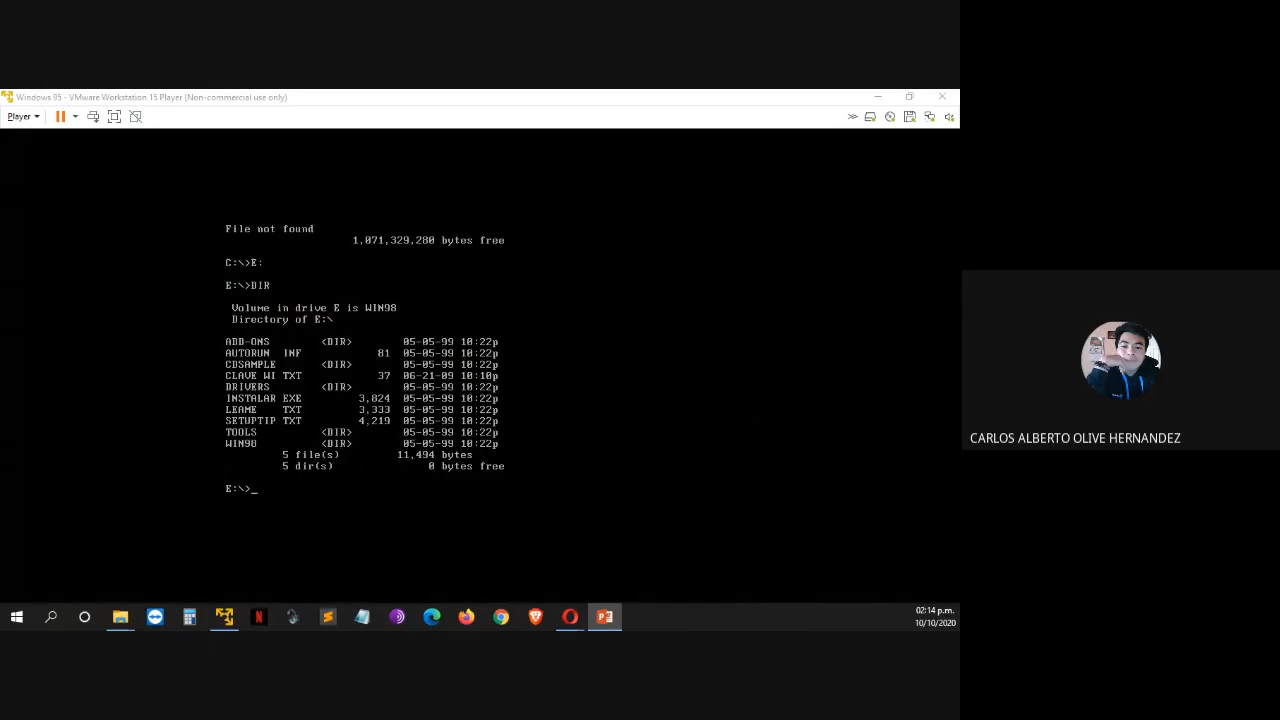 Windows 95 - VMware Workstation 15 Player (Non-commercial use only)
Player
File not found
1,071,329,280 bytes free
C:\>E:
E:\>DIR
Volume in drive E is WIN98
Directory of E:\
ADD-ONS <DIR> 05-05-99 10:22p
AUTORUN INF 81 05-05-99 10:22p
CDSAMPLE <DIR> 05-05-99 10:22p
CLAVE WI TXT 37 06-21-09 10:10p
DRIVERS <DIR> 05-05-99 10:22p
INSTALAR EXE 3,824 05-05-99 10:22p
LEAME TXT 3,333 05-05-99 10:22p
SETUPTIP TXT 4,219 05-05-99 10:22p
TOOLS <DIR> 05-05-99 10:22p
WIN98 <DIR> 05-05-99 10:22p
5 file(s) 11,494 bytes
5 dir(s) 0 bytes free
E:\>_
CARLOS ALBERTO OLIVE HERNANDEZ
02:14 p.m.
10/10/2020